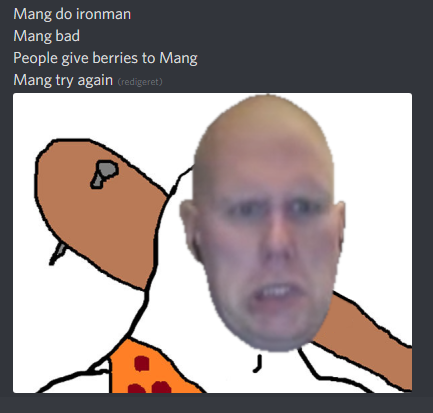 Mang do ironman
Mang bad
People give berries to Mang
Mang try again (redigeret)